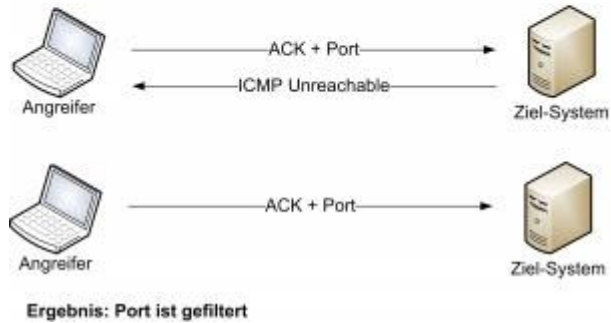 ACK + Port
ICMP Unreachable
Angreifer
Ziel-System
ACK + Port
Angreifer
Ziel-System
Ergebnis: Port ist gefiltert